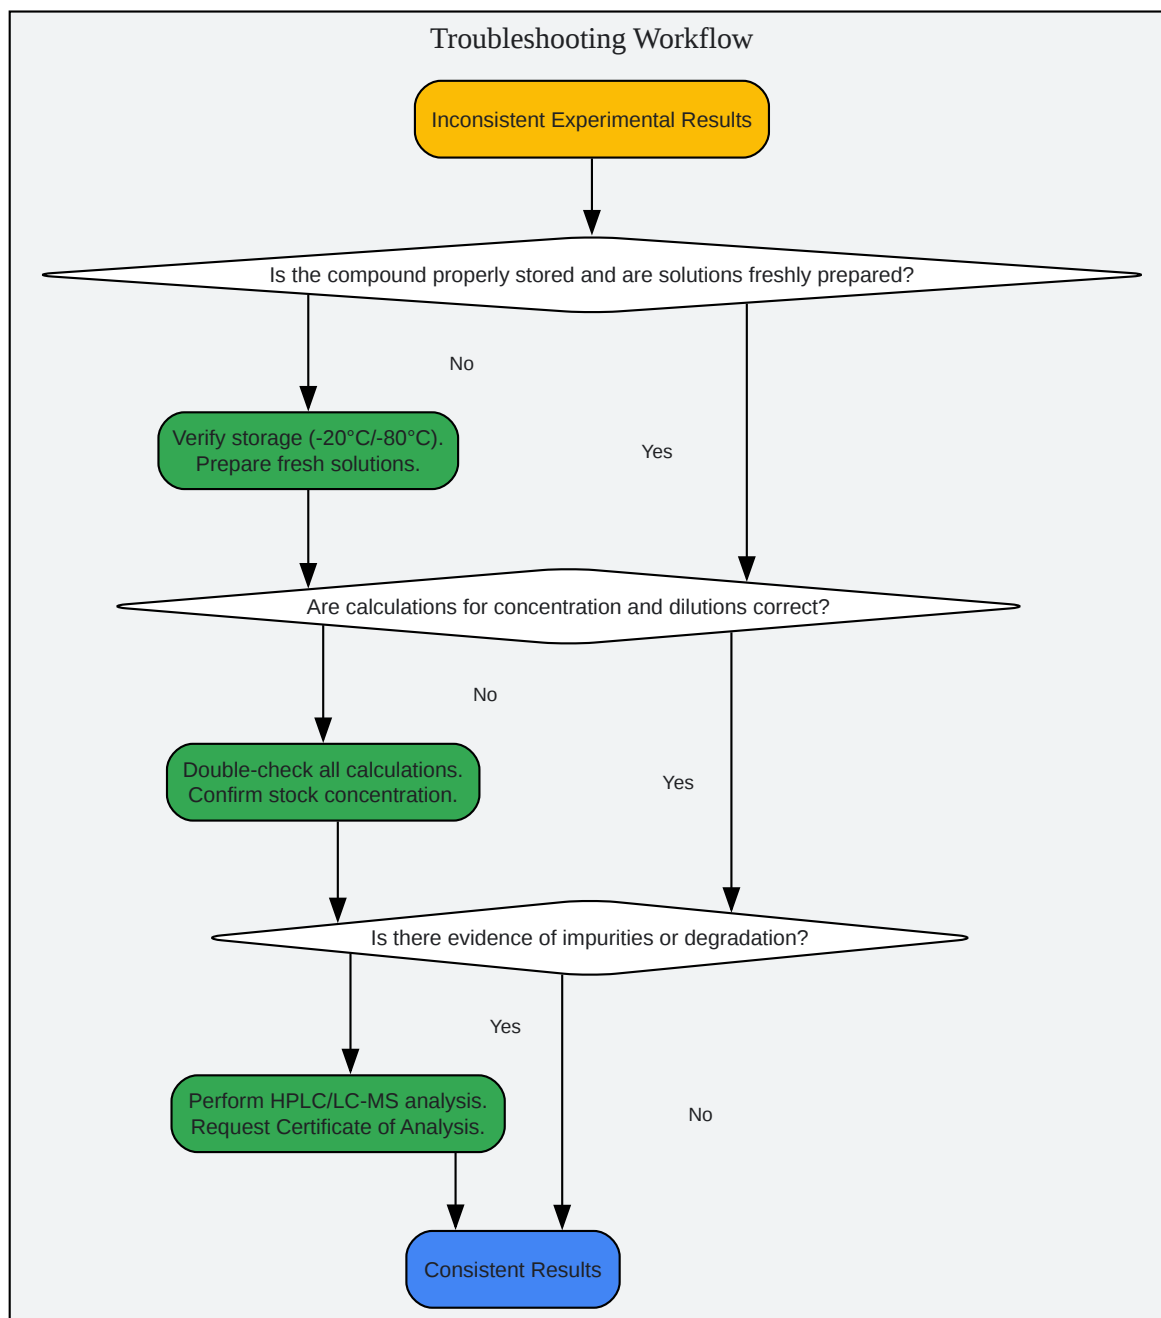 Troubleshooting Workflow
Inconsistent Experimental Results
Is the compound properly stored and are solutions freshly prepared?
No
Verify storage (-20°C/-80°C).
Prepare fresh solutions.
Yes
Are calculations for concentration and dilutions correct?
No
Double-check all calculations.
Confirm stock concentration.
Yes
Is there evidence of impurities or degradation?
Yes
Perform HPLC/LC-MS analysis.
Request Certificate of Analysis.
No
Consistent Results